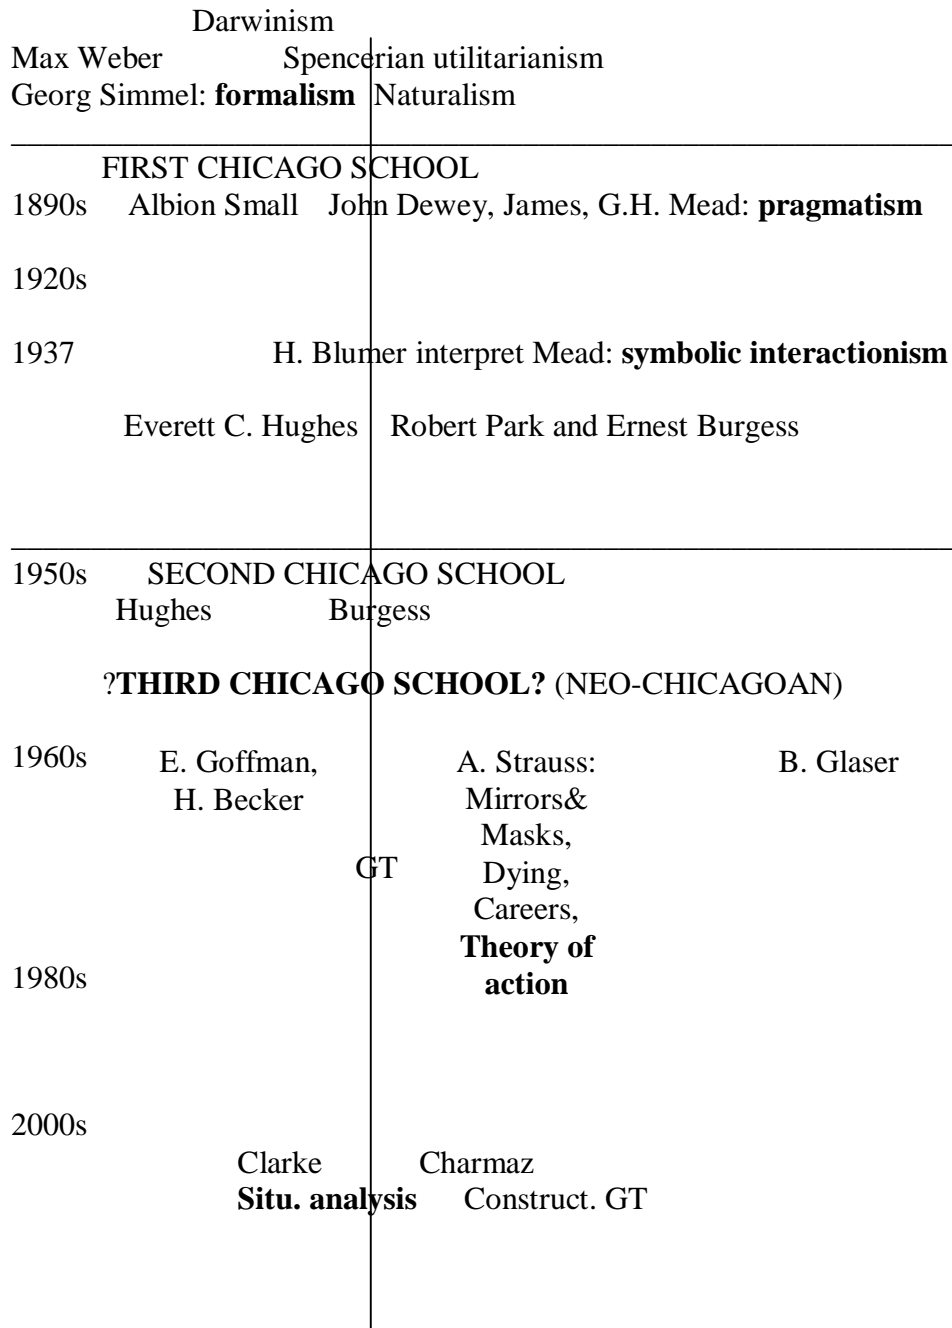 Darwinism
Max Weber Spencerian utilitarianism
Georg Simmel: formalism Naturalism
FIRST CHICAGO SCHOOL
1890s Albion Small John Dewey, James, G.H. Mead: pragmatism
1920s
1937 H. Blumer interpret Mead: symbolic interactionism
Everett C. Hughes Robert Park and Ernest Burgess
1950s SECOND CHICAGO SCHOOL
Hughes Burgess
?THIRD CHICAGO SCHOOL? (NEO-CHICAGOAN)
1960s E. Goffman, A. Strauss: B. Glaser
H. Becker Mirrors&
Masks,
GT Dying,
Careers,
Theory of
1980s action
2000s
Clarke Charmaz
Situ. analysis Construct. GT